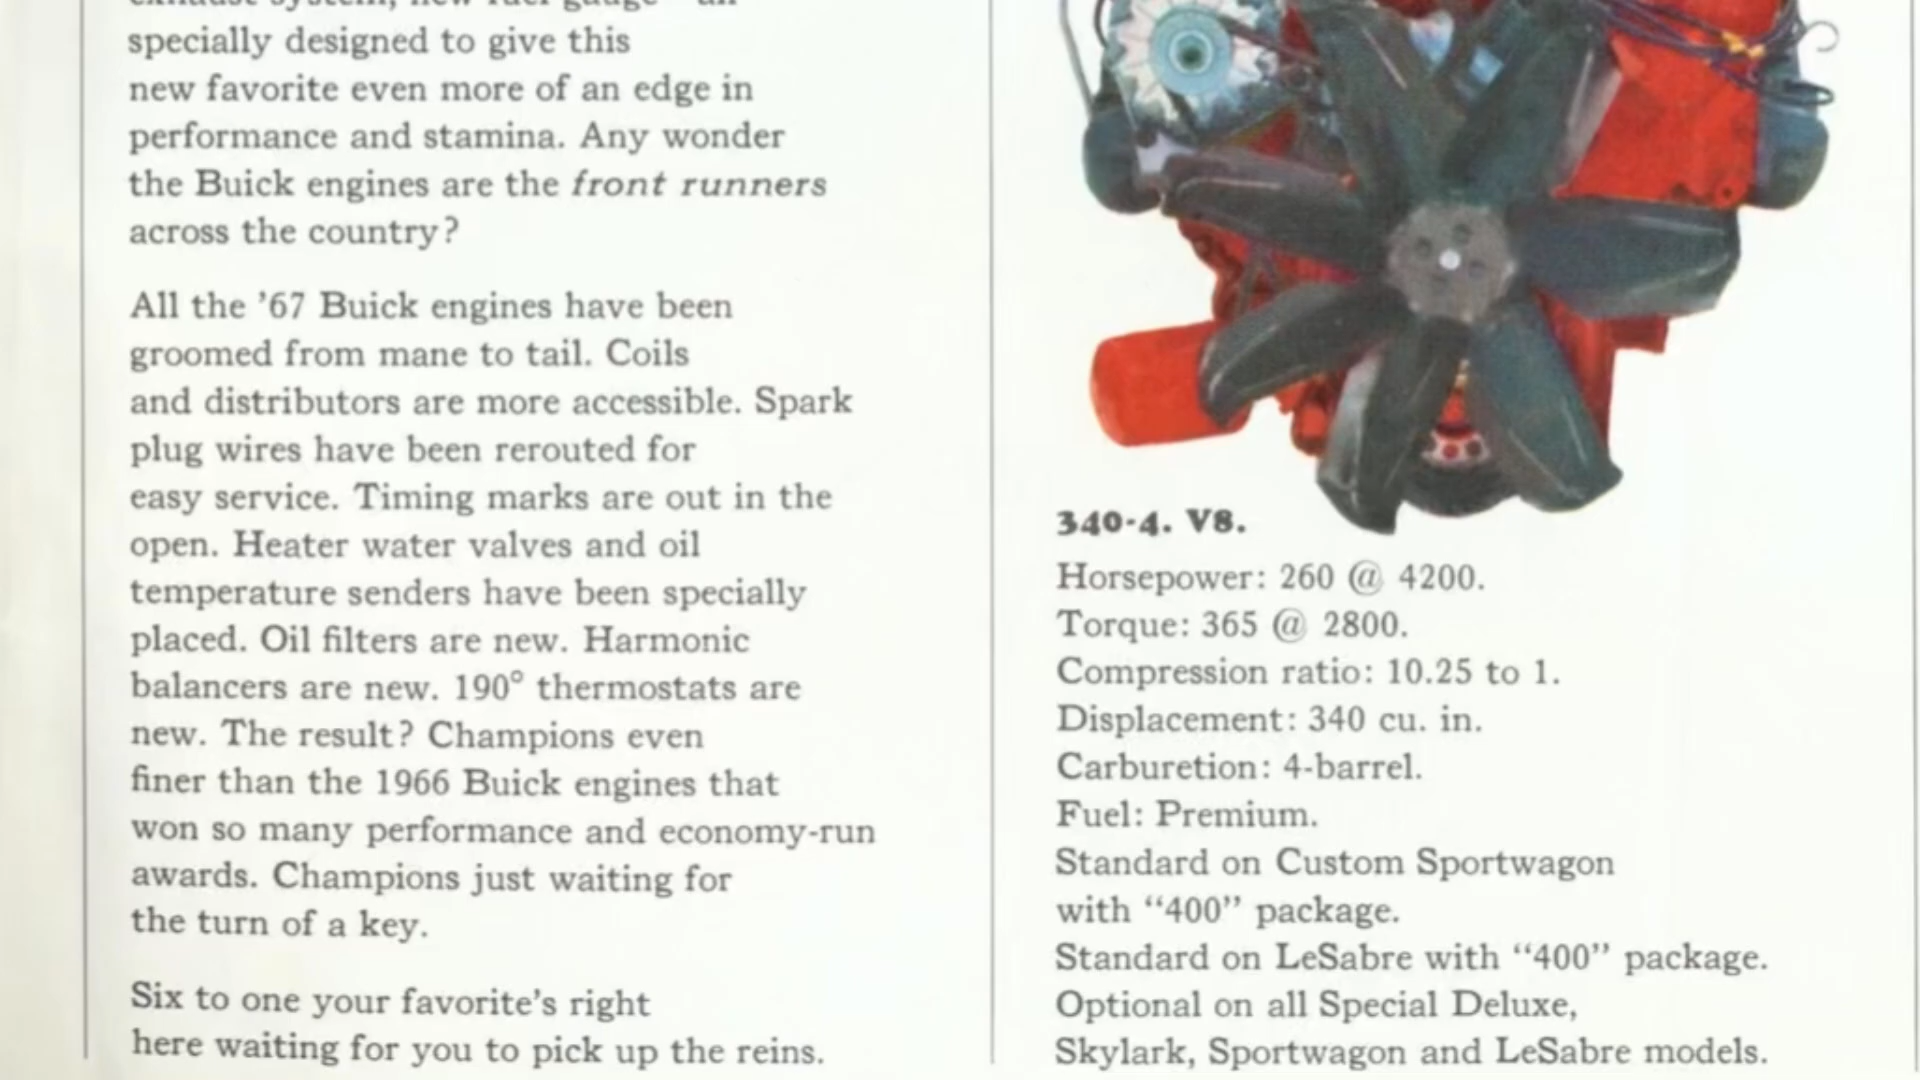 exhaust system, new fuel gauge—all
specially designed to give this
new favorite even more of an edge in
performance and stamina. Any wonder
the Buick engines are the front runners
across the country?
All the ’67 Buick engines have been
groomed from mane to tail. Coils
and distributors are more accessible. Spark
plug wires have been rerouted for
easy service. Timing marks are out in the
open. Heater water valves and oil
temperature senders have been specially
placed. Oil filters are new. Harmonic
balancers are new. 190° thermostats are
new. The result? Champions even
finer than the 1966 Buick engines that
won so many performance and economy-run
awards. Champions just waiting for
the turn of a key.
Six to one your favorite’s right
here waiting for you to pick up the reins.
340-4. V8.
Horsepower: 260 @ 4200.
Torque: 365 @ 2800.
Compression ratio: 10.25 to 1.
Displacement: 340 cu. in.
Carburetion: 4-barrel.
Fuel: Premium.
Standard on Custom Sportwagon
with “400” package.
Standard on LeSabre with “400” package.
Optional on all Special Deluxe,
Skylark, Sportwagon and LeSabre models.